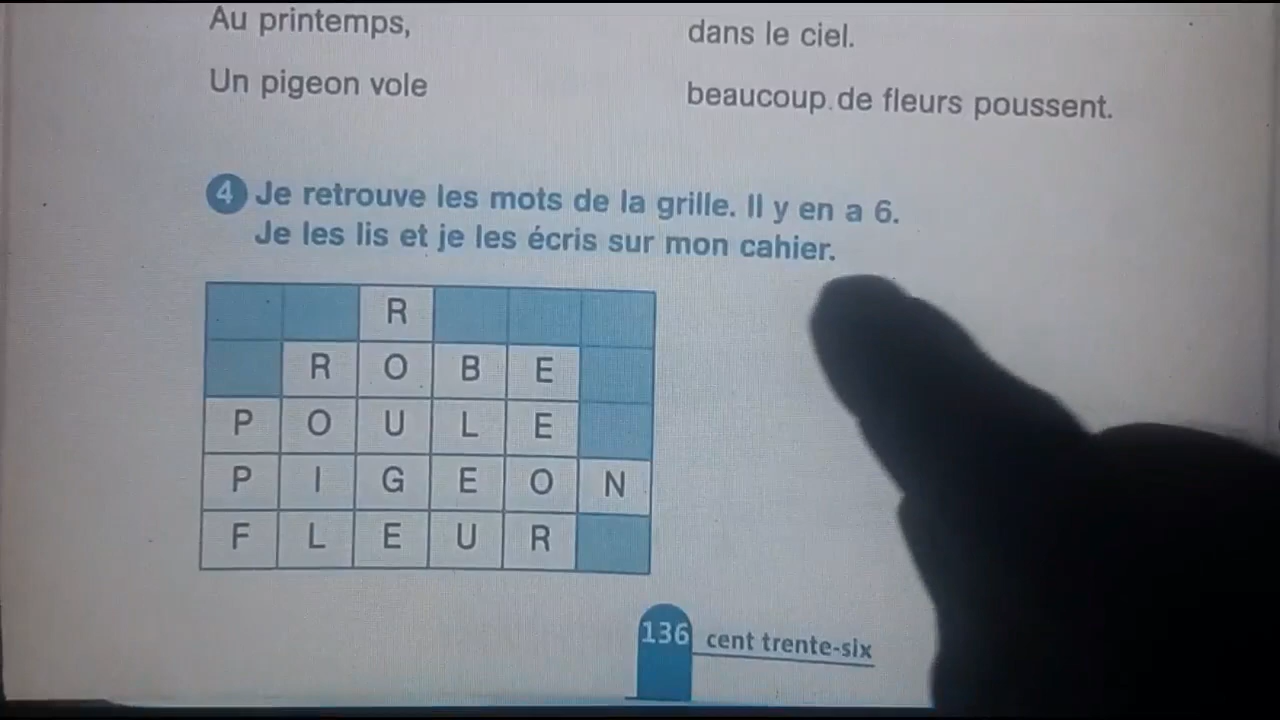 Au printemps, dans le ciel.
Un pigeon vole beaucoup de fleurs poussent.
4 Je retrouve les mots de la grille. Il y en a 6.
Je les lis et je les écris sur mon cahier.
R
R O B E
P O U L E
P I G E O N
F L E U R
136 cent trente-six